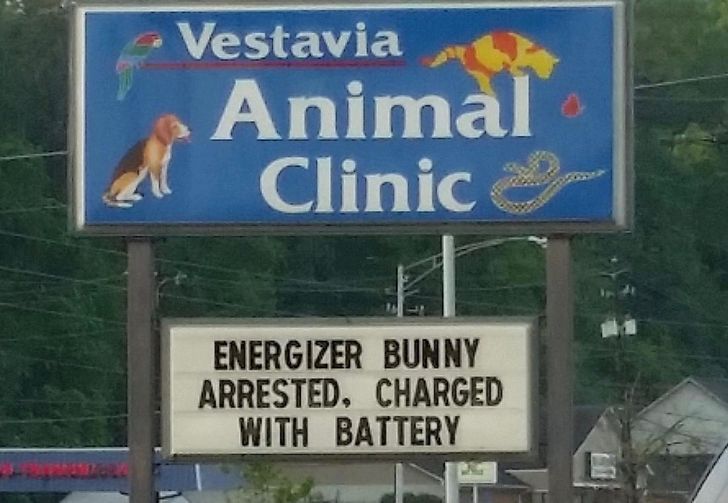 Vestavia
Animal
Clinic
ENERGIZER BUNNY
ARRESTED, CHARGED
WITH BATTERY